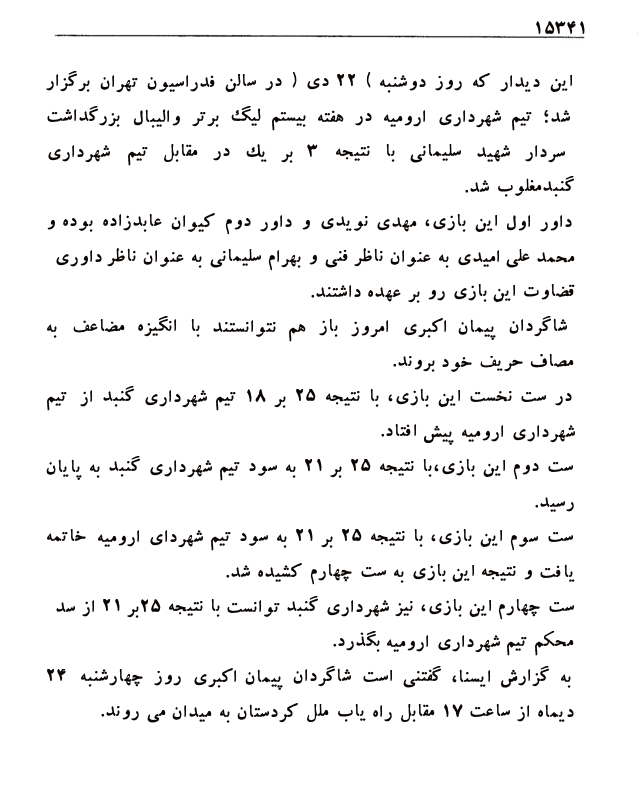 ۱۵۳۴۱
این دیدار که روز دوشنبه ) ۲۲ دی ( در سالن فدراسیون تهران برگزار
شد؛ تیم شهرداری ارومیه در هفته بیستم لیگ برتر والیبال بزرگداشت
سردار شهید سلیمانی با نتیجه ۳ بر یك در مقابل تیم شهرداری
گنبدمغلوب شد.
داور اول این بازی، مهدی نویدی و داور دوم کیوان عابدزاده بوده و
محمد علی امیدی به عنوان ناظر فنی و بهرام سلیمانی به عنوان ناظر داوری
قضاوت این بازی رو بر عهده داشتند.
شاگردان پیمان اکبری امروز باز هم نتوانستند با انگیزه مضاعف به
مصاف حریف خود بروند.
در ست نخست این بازی، با نتیجه ۲۵ بر ۱۸ تیم شهرداری گنبد از تیم
شهرداری ارومیه پیش افتاد.
ست دوم این بازی،با نتیجه ۲۵ بر ۲۱ به سود تیم شهرداری گنبد به پایان
رسید.
ست سوم این بازی، با نتیجه ۲۵ بر ۲۱ به سود تیم شهردای ارومیه خاتمه
یافت و نتیجه این بازی به ست چهارم کشیده شد.
ست چهارم این بازی، نیز شهرداری گنبد توانست با نتیجه ۲۵بر ۲۱ از سد
محکم تیم شهرداری ارومیه بگذرد.
به گزارش ایسنا، گفتنی است شاگردان پیمان اکبری روز چهارشنبه ۲۴
دیماه از ساعت ۱۷ مقابل راه یاب ملل کردستان به میدان می روند.